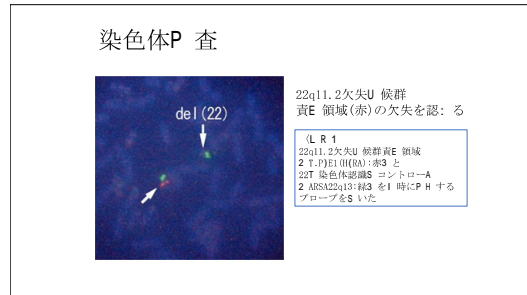 染色体P 査
del(22)
22q11.2欠失U 候群
責E 領域(赤)の欠失を認: る
〈L R 1
22q11.2欠失U 候群責E 領域
2 T.P)E1(H(RA):赤3 と
22T 染色体認識S コントローA
2 ARSA22q13:緑3 をI 時にP H する
プローブをS いた